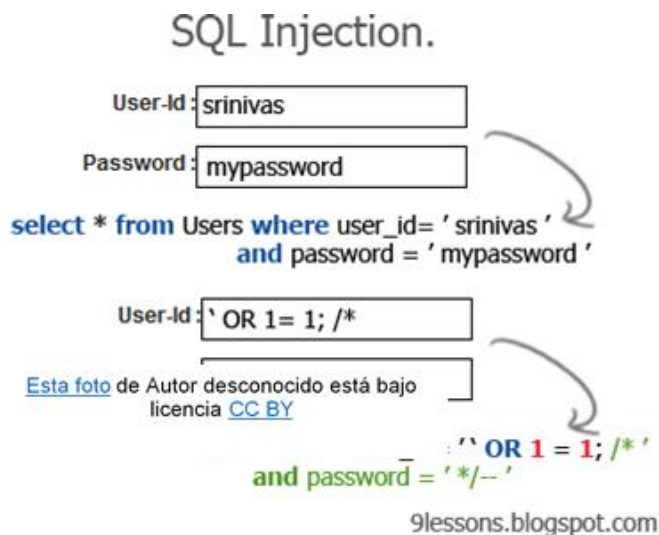 SQL Injection.
User-Id : srinivas
Password : mypassword
select * from Users where user_id= ' srinivas '
and password = ' mypassword '
User-Id : ` OR 1= 1; /*
Esta foto de Autor desconocido está bajo
licencia CC BY
_ : '` OR 1 = 1; /* '
and password = ' */-- '
9lessons.blogspot.com